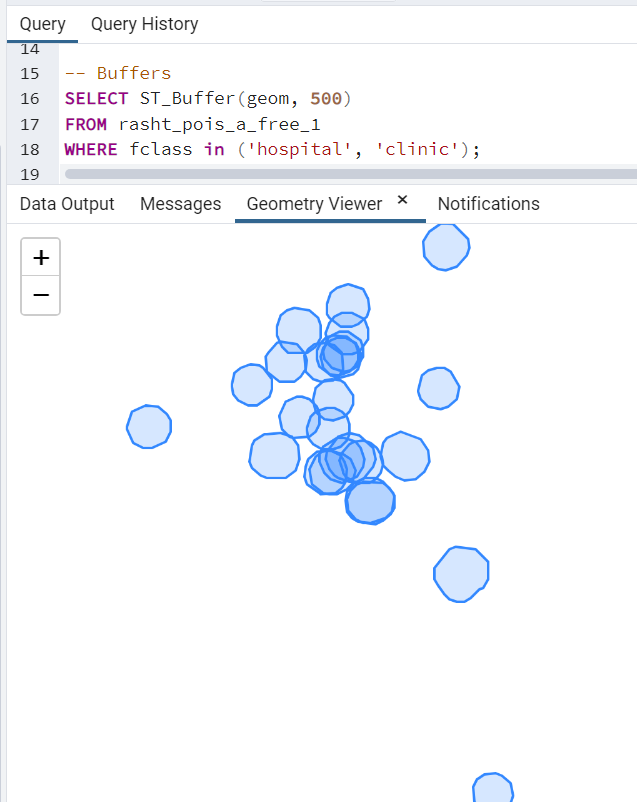 Query Query History
14
15 -- Buffers
16 SELECT ST_Buffer(geom, 500)
17 FROM rasht_pois_a_free_1
18 WHERE fclass in ('hospital', 'clinic');
19
Data Output Messages Geometry Viewer × Notifications
+
−